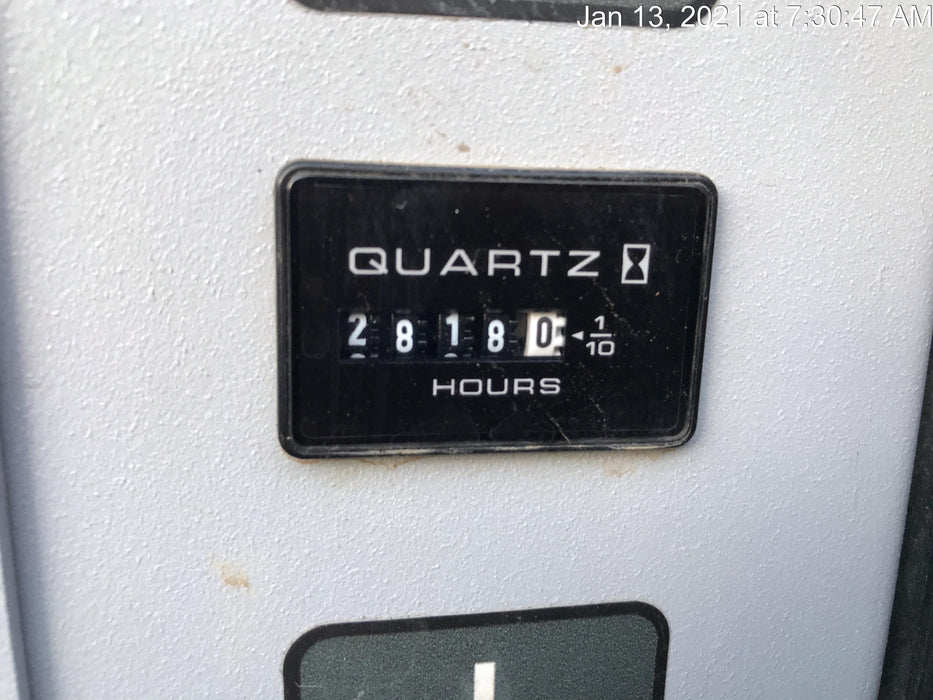 Jan 13, 2021 at 7:30:47 AM
QUARTZ
28180 1/10
HOURS